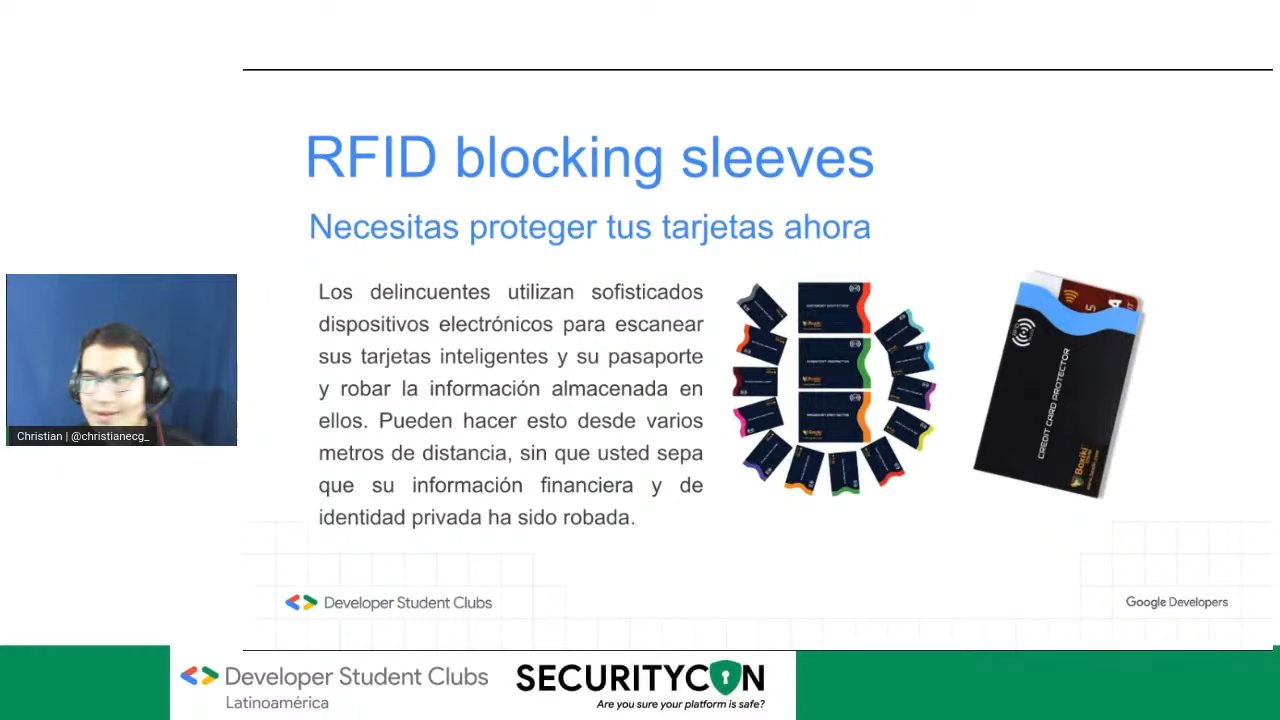 RFID blocking sleeves
Necesitas proteger tus tarjetas ahora
Los delincuentes utilizan sofisticados
dispositivos electrónicos para escanear
sus tarjetas inteligentes y su pasaporte
y robar la información almacenada en
ellos. Pueden hacer esto desde varios
metros de distancia, sin que usted sepa
que su información financiera y de
identidad privada ha sido robada.
CREDIT CARD PROTECTOR
Boxiki
Christian | @christianecg_
Developer Student Clubs
Google Developers
Developer Student Clubs
Latinoamérica
SECURITYCON
Are you sure your platform is safe?